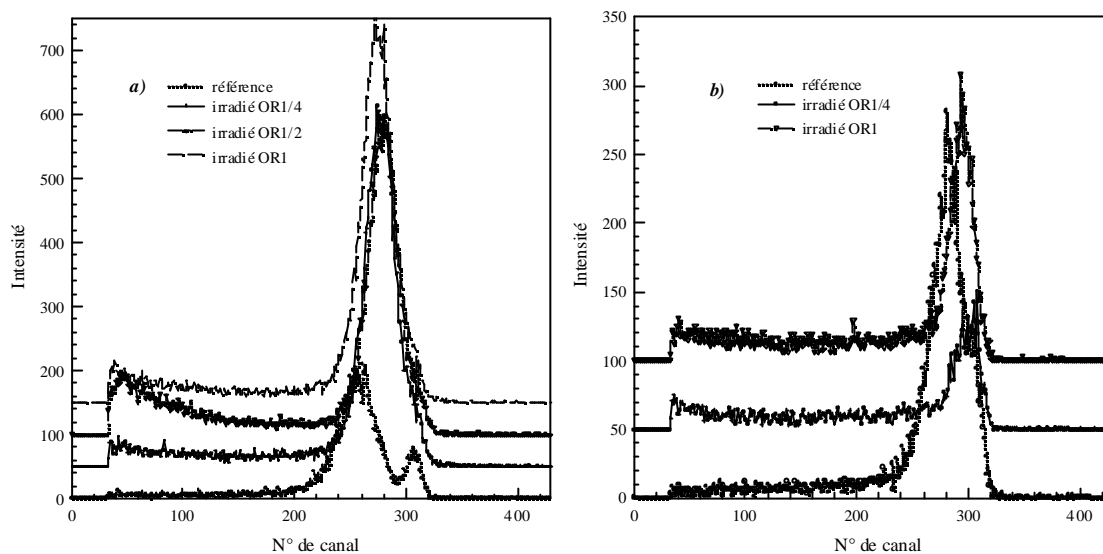 a)
référence
irradié OR1/4
irradié OR1/2
irradié OR1
700
600
500
400
300
200
100
0
Intensité
0
100
200
300
400
N° de canal
b)
référence
irradié OR1/4
irradié OR1
350
300
250
200
150
100
50
0
Intensité
0
100
200
300
400
N° de canal